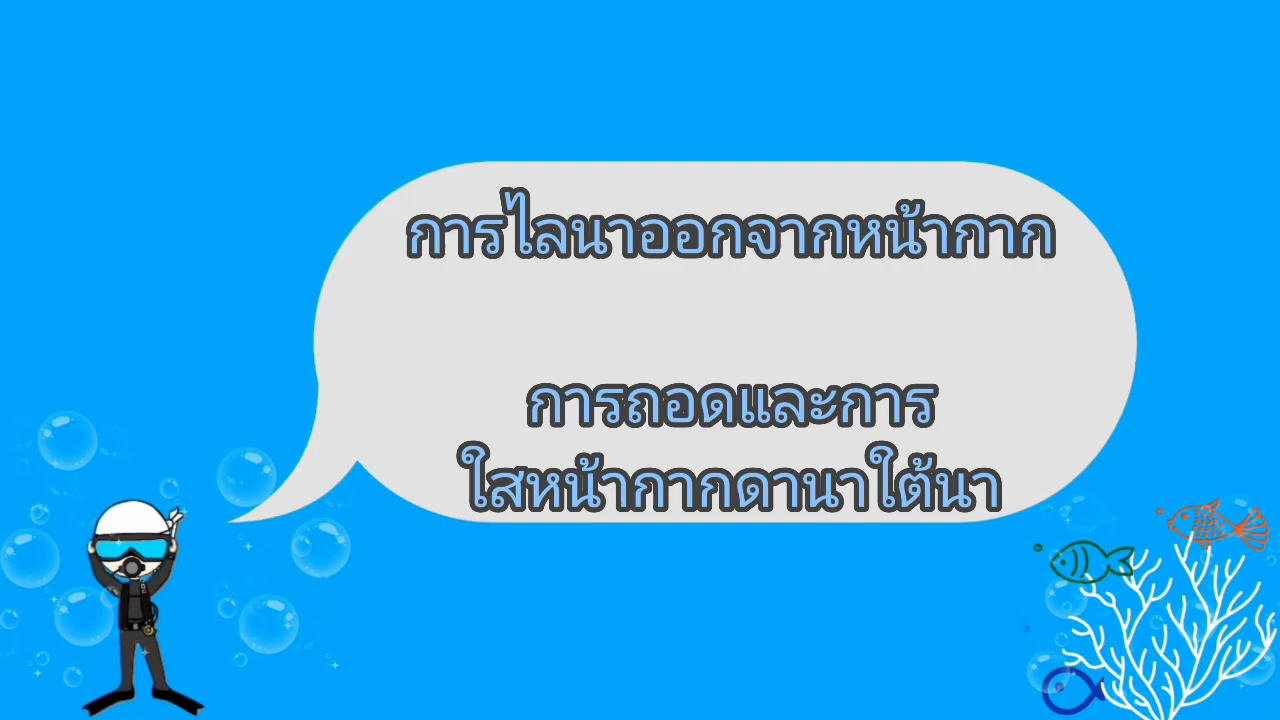 การไลนาออกจากหน้ากาก
การถอดและการ
ใสหน้ากากดานาใต้นา